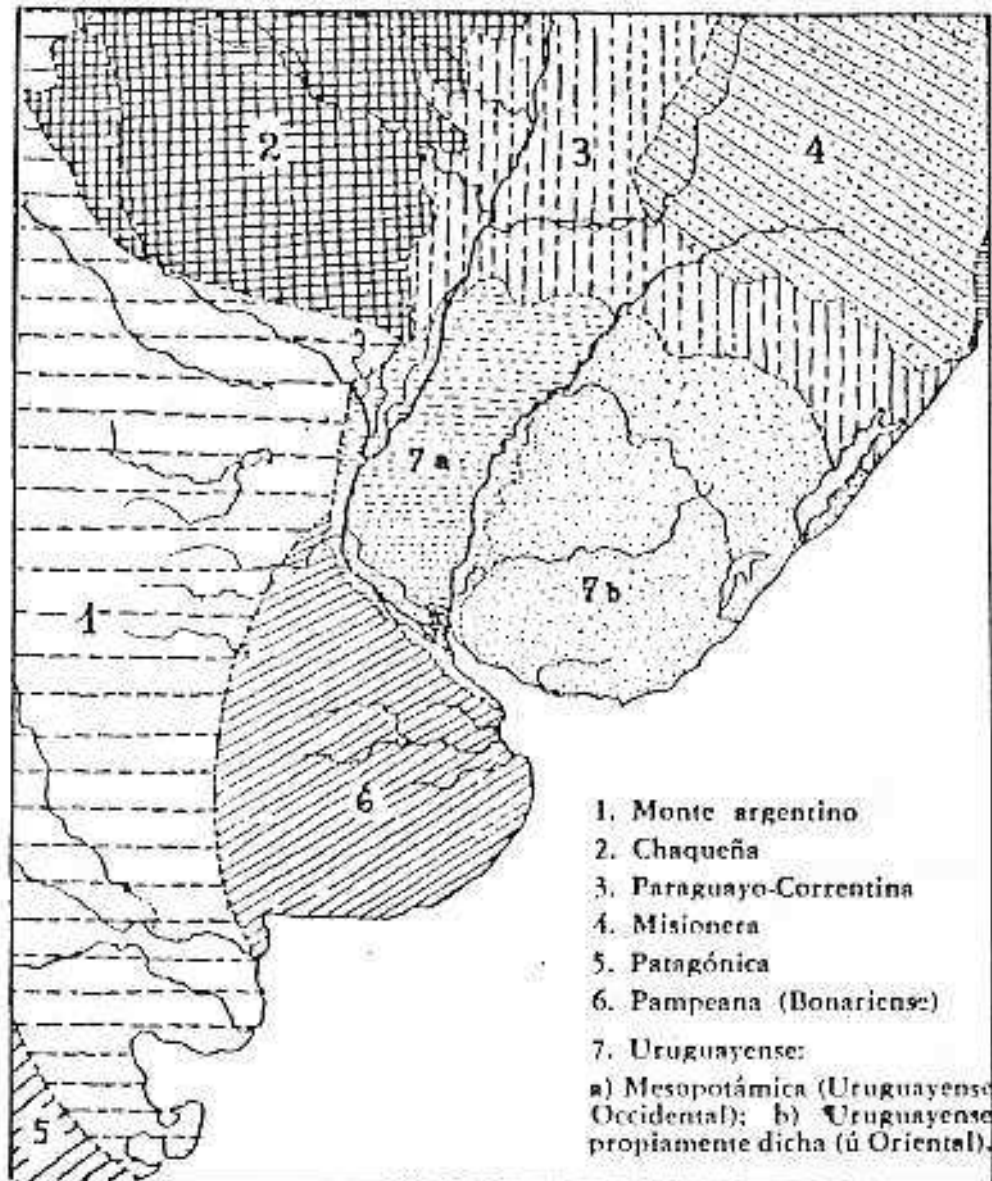 2
3
4
7 a
7 b
1
6
5
1. Monte argentino
2. Chaqueña
3. Paraguayo-Correntina
4. Misionera
5. Patagónica
6. Pampeana (Bonariense)
7. Uruguayense:
a) Mesopotámica (Uruguayense
Occidental); b) Uruguayense
propiamente dicha (ú Oriental).